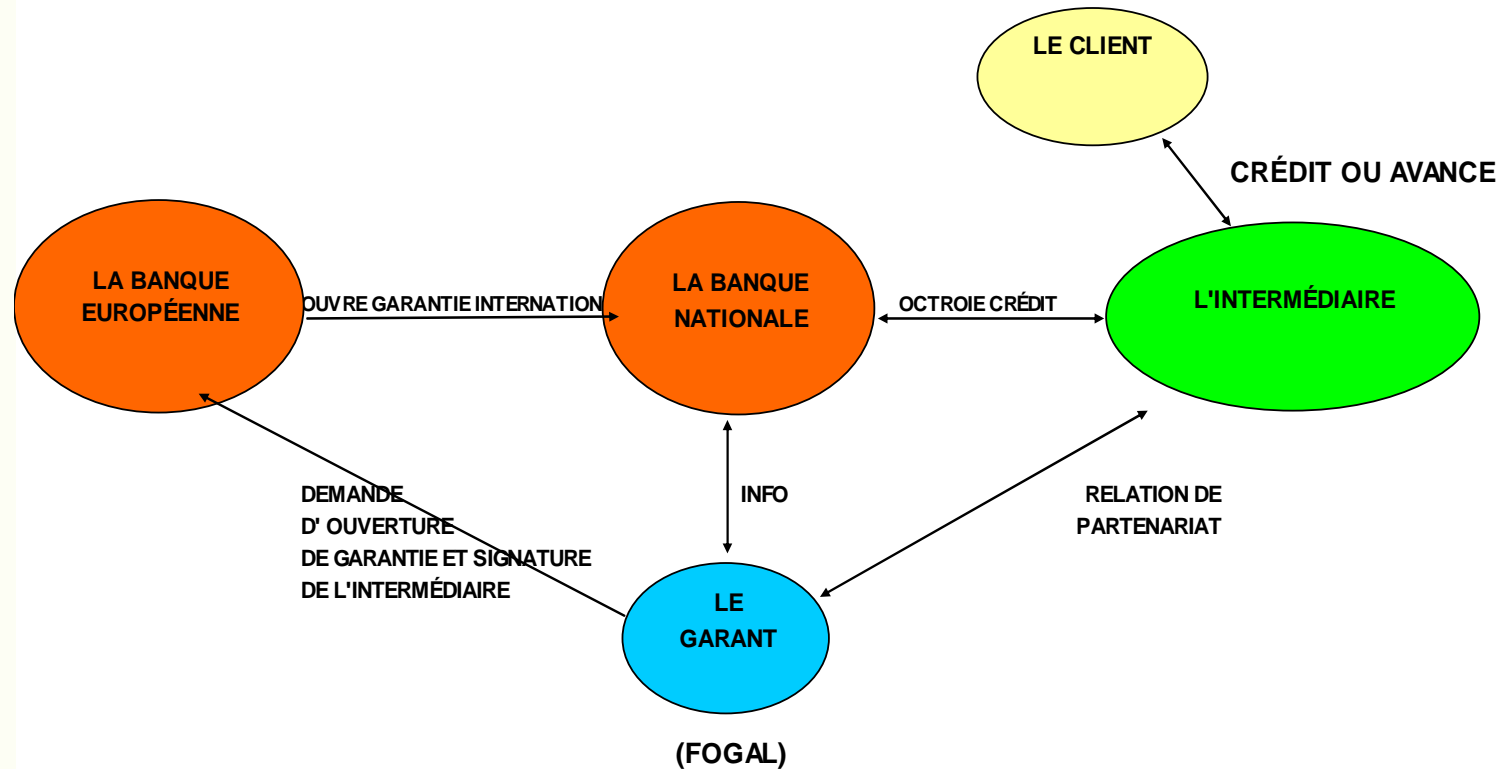 LE CLIENT
CRÉDIT OU AVANCE
LA BANQUE
EUROPÉENNE
OUVRE GARANTIE INTERNATION
LA BANQUE
NATIONALE
OCTROIE CRÉDIT
L'INTERMÉDIAIRE
DEMANDE
D' OUVERTURE
DE GARANTIE ET SIGNATURE
DE L'INTERMÉDIAIRE
INFO
RELATION DE
PARTENARIAT
LE
GARANT
(FOGAL)